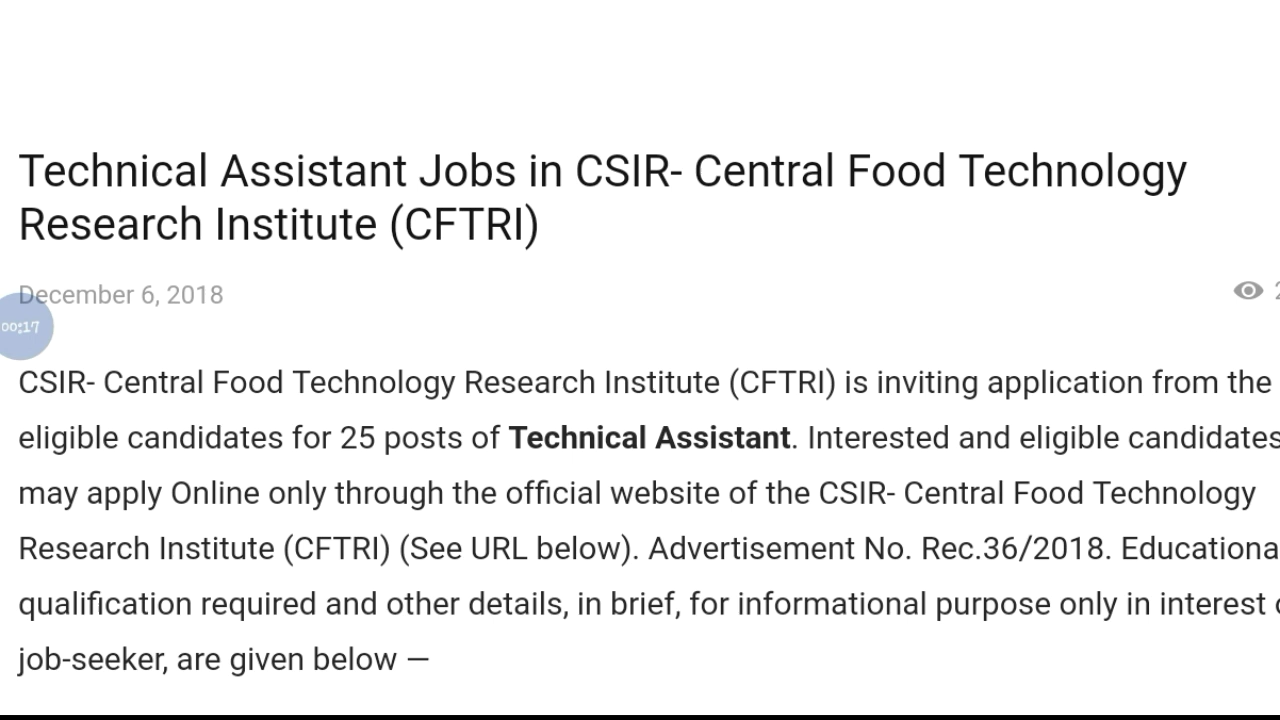 Technical Assistant Jobs in CSIR- Central Food Technology
Research Institute (CFTRI)
December 6, 2018
00:17
CSIR- Central Food Technology Research Institute (CFTRI) is inviting application from the
eligible candidates for 25 posts of Technical Assistant. Interested and eligible candidates
may apply Online only through the official website of the CSIR- Central Food Technology
Research Institute (CFTRI) (See URL below). Advertisement No. Rec.36/2018. Educationa
qualification required and other details, in brief, for informational purpose only in interest
job-seeker, are given below —